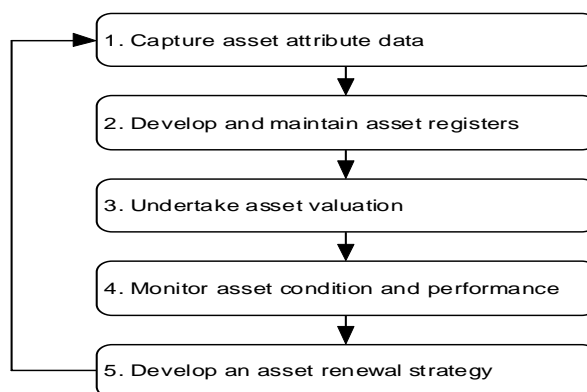 1. Capture asset attribute data
2. Develop and maintain asset registers
3. Undertake asset valuation
4. Monitor asset condition and performance
5. Develop an asset renewal strategy